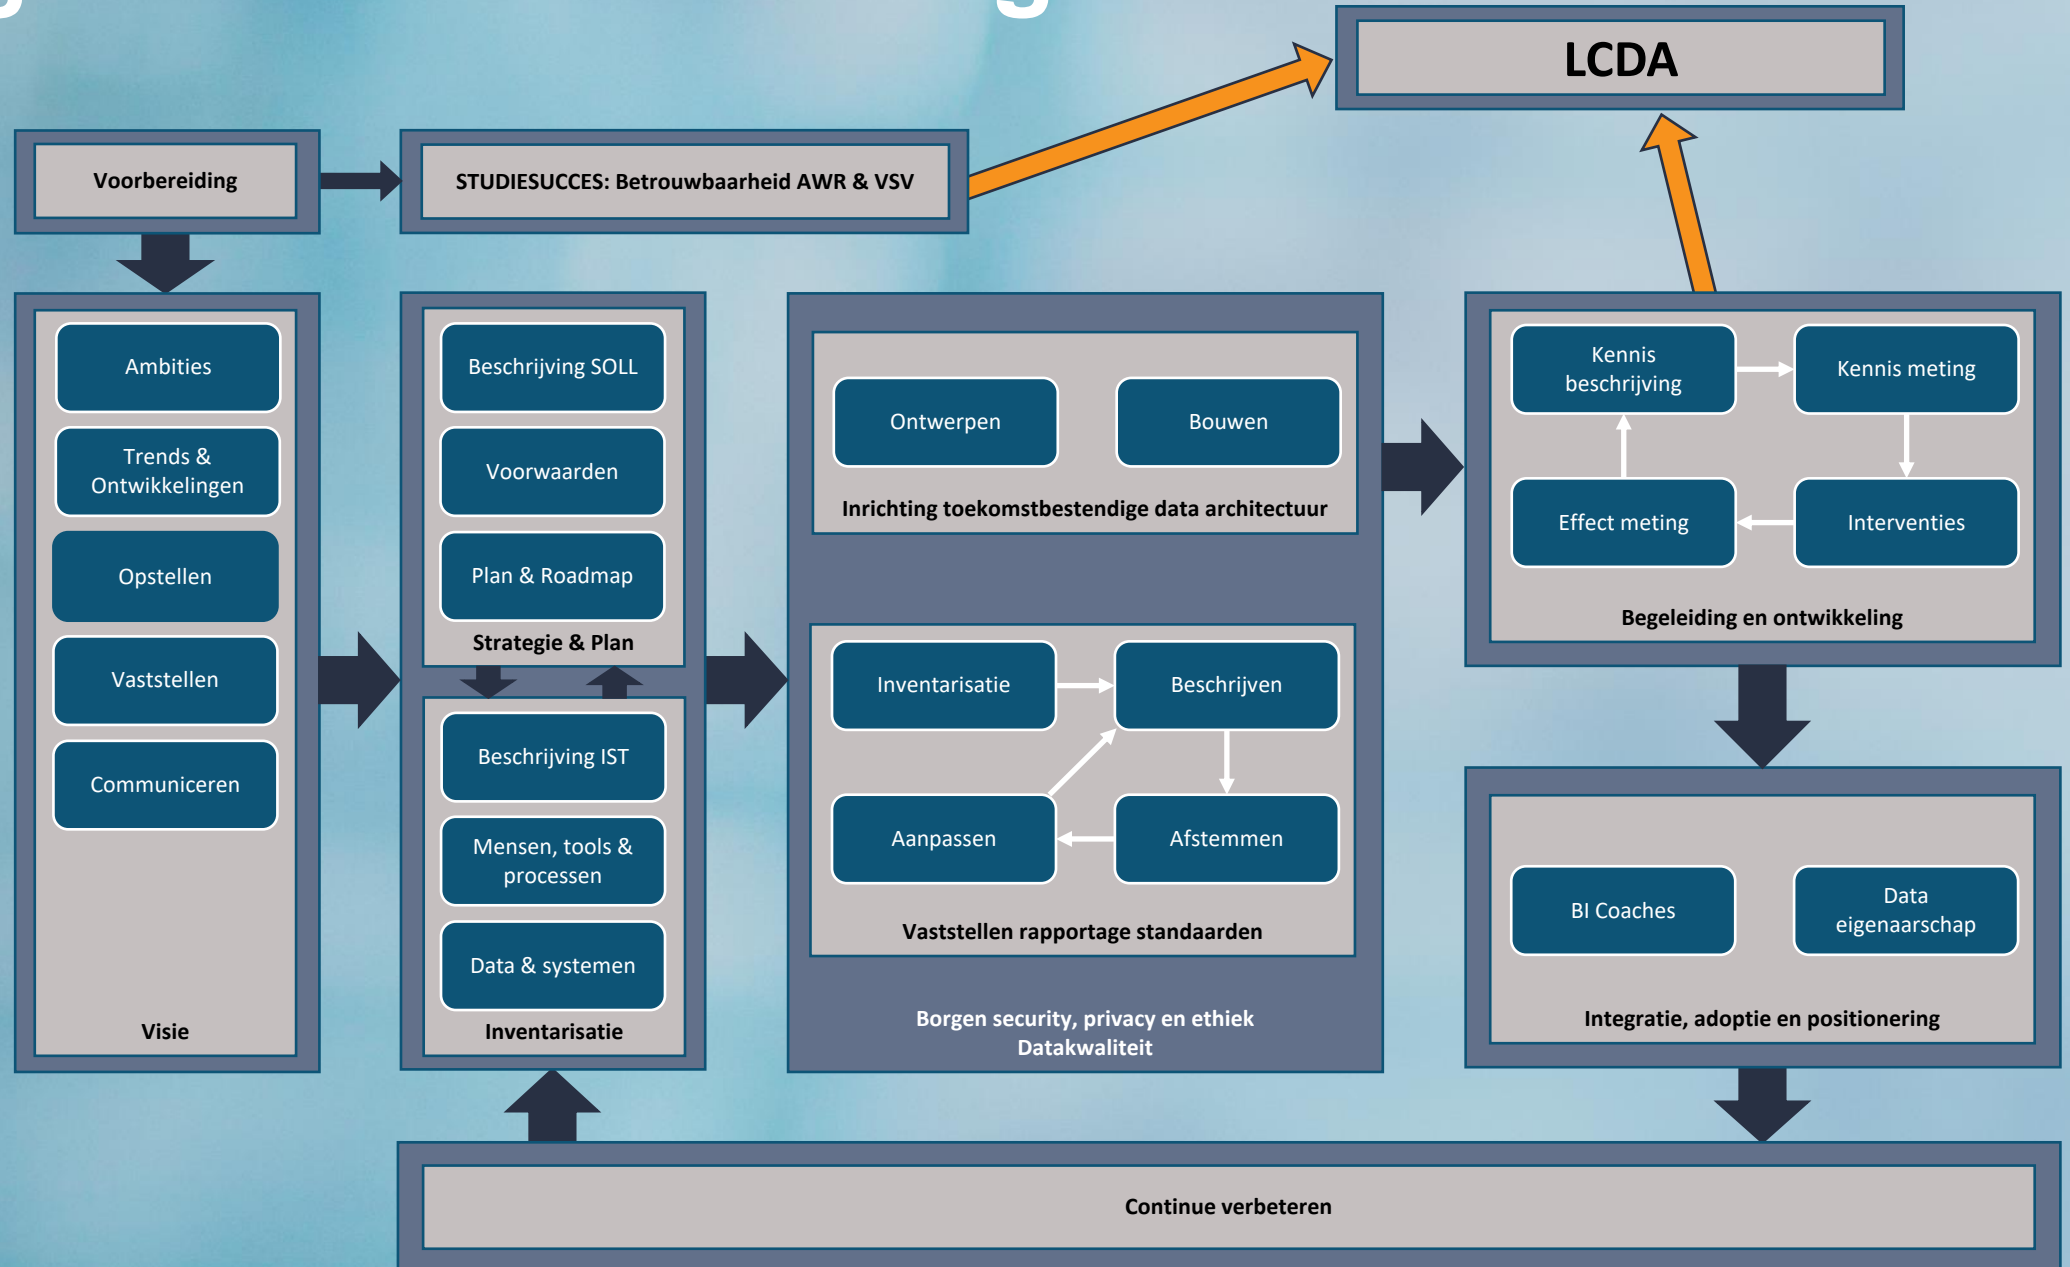 LCDA
Voorbereiding
STUDIESUCCES: Betrouwbaarheid AWR & VSV
Ambities
Trends &
Ontwikkelingen
Opstellen
Vaststellen
Communiceren
Visie
Beschrijving SOLL
Voorwaarden
Plan & Roadmap
Strategie & Plan
Beschrijving IST
Mensen, tools &
processen
Data & systemen
Inventarisatie
Ontwerpen
Bouwen
Inrichting toekomstbestendige data architectuur
Inventarisatie
Beschrijven
Aanpassen
Afstemmen
Vaststellen rapportage standaarden
Borgen security, privacy en ethiek
Datakwaliteit
Kennis
beschrijving
Kennis meting
Effect meting
Interventies
Begeleiding en ontwikkeling
BI Coaches
Data
eigenaarschap
Integratie, adoptie en positionering
Continue verbeteren